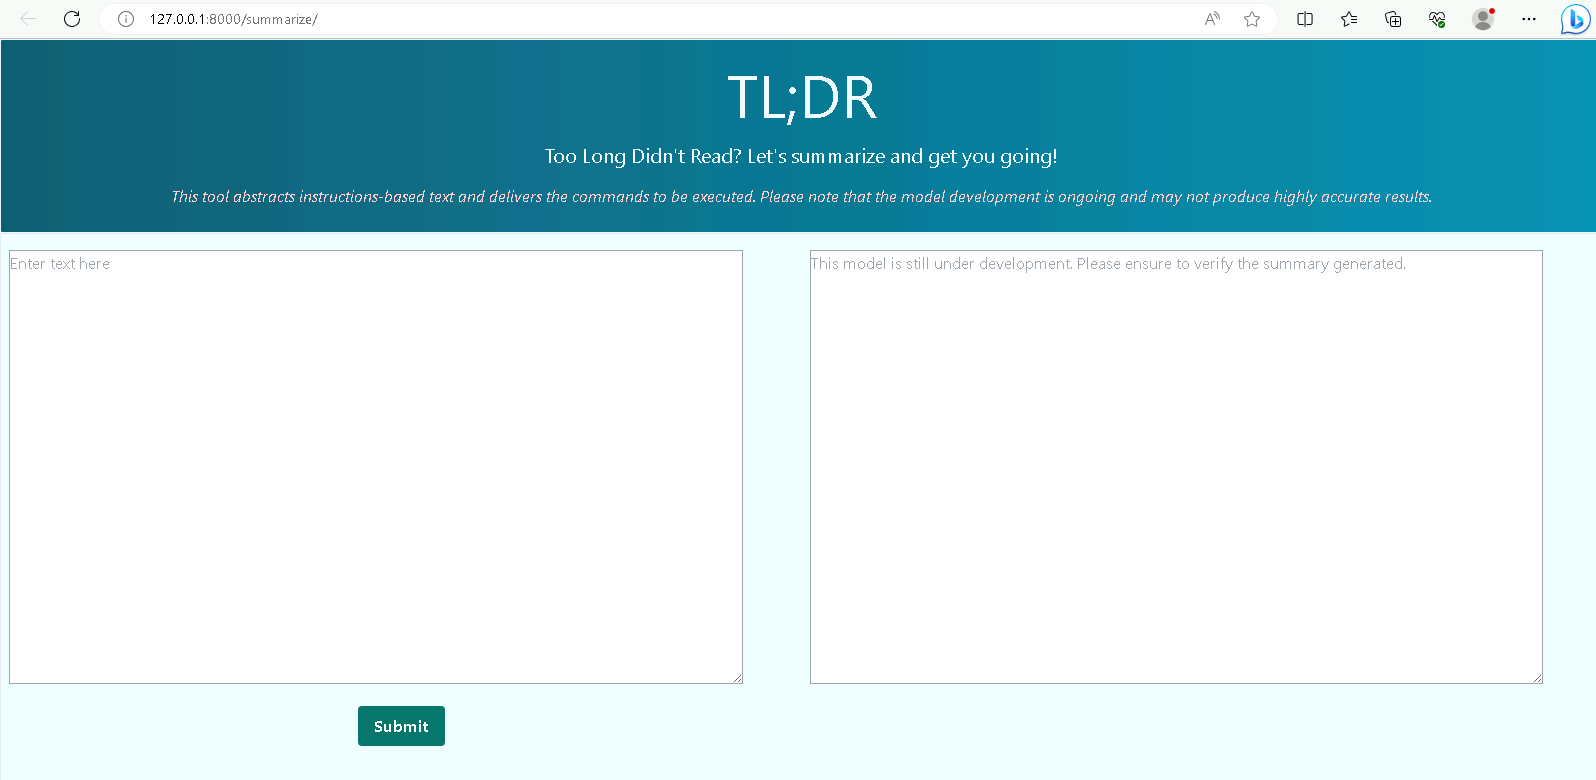 127.0.0.1:8000/summarize/
TL;DR
Too Long Didn't Read? Let's summarize and get you going!
This tool abstracts instructions-based text and delivers the commands to be executed. Please note that the model development is ongoing and may not produce highly accurate results.
Enter text here
This model is still under development. Please ensure to verify the summary generated.
Submit